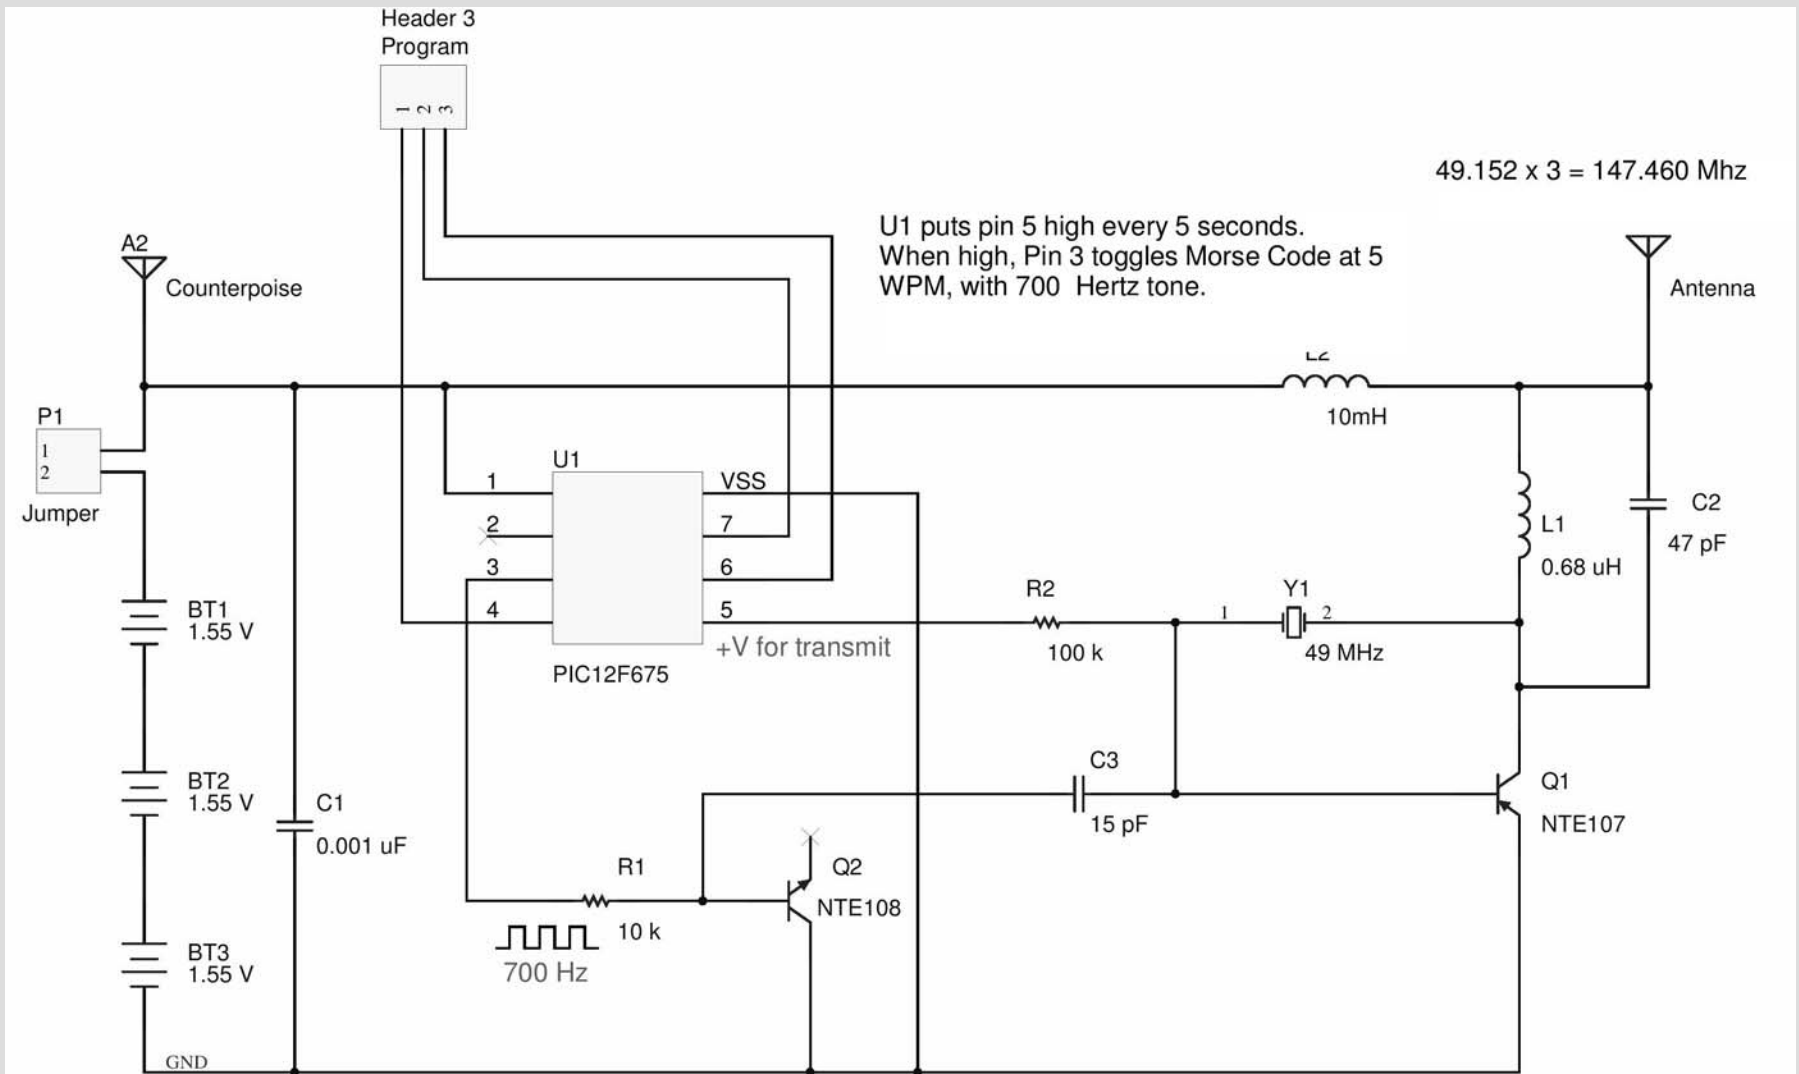 Header 3
Program
1 2 3
49.152 x 3 = 147.460 Mhz
U1 puts pin 5 high every 5 seconds.
When high, Pin 3 toggles Morse Code at 5
WPM, with 700 Hertz tone.
A2
Counterpoise
Antenna
L2
10mH
P1
1
2
Jumper
U1
1
2
3
4
VSS
7
6
5
+V for transmit
PIC12F675
R2
100 k
1
Y1
2
49 MHz
L1
0.68 uH
C2
47 pF
BT1
1.55 V
BT2
1.55 V
BT3
1.55 V
C1
0.001 uF
C3
15 pF
Q1
NTE107
R1
10 k
700 Hz
Q2
NTE108
GND